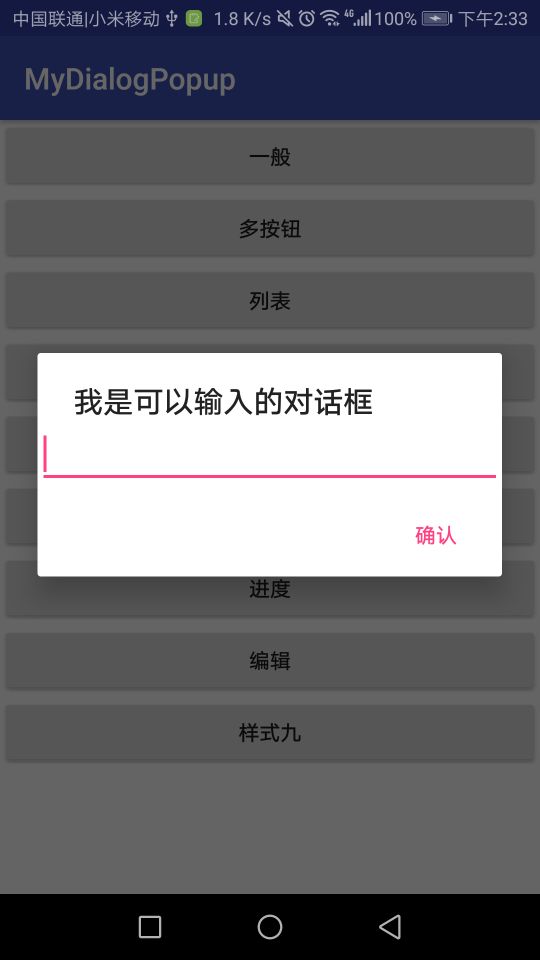 中国联通|小米移动 1.8 K/s 4G 100% 下午2:33
MyDialogPopup
一般
多按钮
列表
我是可以输入的对话框
确认
进度
编辑
样式九